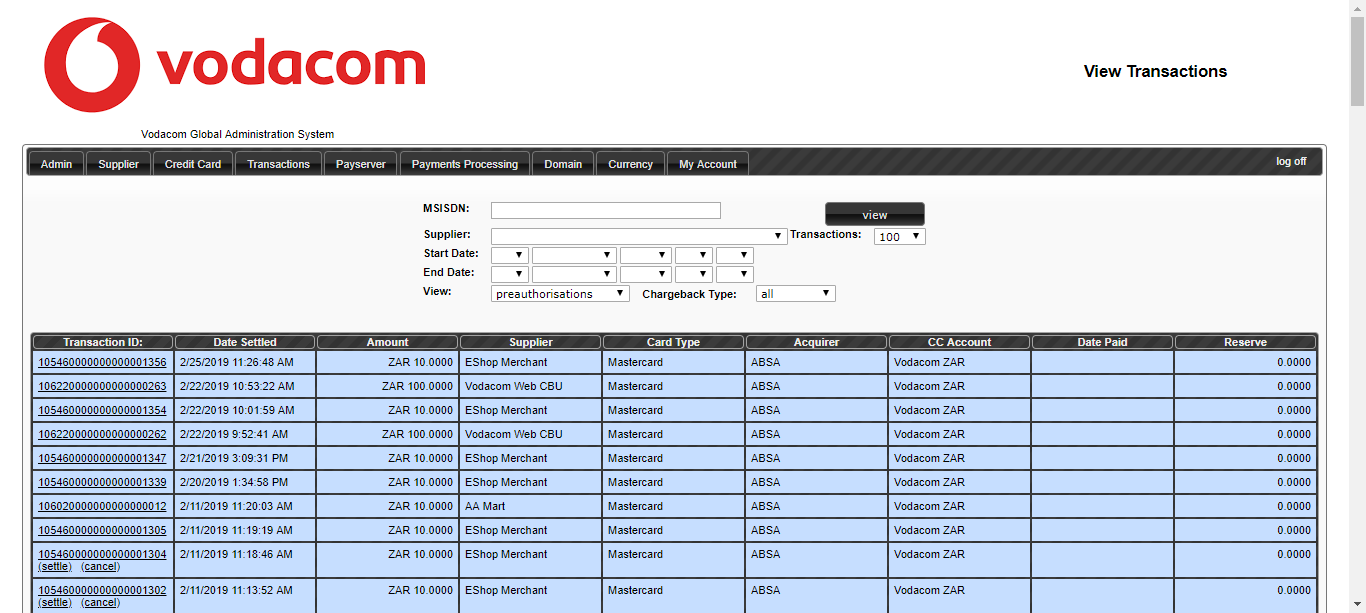 vodacom
View Transactions
Vodacom Global Administration System
Admin Supplier Credit Card Transactions Payserver Payments Processing Domain Currency My Account log off
MSISDN: view
Supplier: Transactions: 100
Start Date:
End Date:
View: preauthorisations Chargeback Type: all
Transaction ID: Date Settled Amount Supplier Card Type Acquirer CC Account Date Paid Reserve
105460000000000001356 2/25/2019 11:26:48 AM ZAR 10.0000 EShop Merchant Mastercard ABSA Vodacom ZAR 0.0000
106220000000000000263 2/22/2019 10:53:22 AM ZAR 100.0000 Vodacom Web CBU Mastercard ABSA Vodacom ZAR 0.0000
105460000000000001354 2/22/2019 10:01:59 AM ZAR 10.0000 EShop Merchant Mastercard ABSA Vodacom ZAR 0.0000
106220000000000000262 2/22/2019 9:52:41 AM ZAR 100.0000 Vodacom Web CBU Mastercard ABSA Vodacom ZAR 0.0000
105460000000000001347 2/21/2019 3:09:31 PM ZAR 10.0000 EShop Merchant Mastercard ABSA Vodacom ZAR 0.0000
105460000000000001339 2/20/2019 1:34:58 PM ZAR 10.0000 EShop Merchant Mastercard ABSA Vodacom ZAR 0.0000
106020000000000000012 2/11/2019 11:20:03 AM ZAR 10.0000 AA Mart Mastercard ABSA Vodacom ZAR 0.0000
105460000000000001305 2/11/2019 11:19:19 AM ZAR 10.0000 EShop Merchant Mastercard ABSA Vodacom ZAR 0.0000
105460000000000001304 2/11/2019 11:18:46 AM ZAR 10.0000 EShop Merchant Mastercard ABSA Vodacom ZAR 0.0000
(settle) (cancel)
105460000000000001302 2/11/2019 11:13:52 AM ZAR 10.0000 EShop Merchant Mastercard ABSA Vodacom ZAR 0.0000
(settle) (cancel)